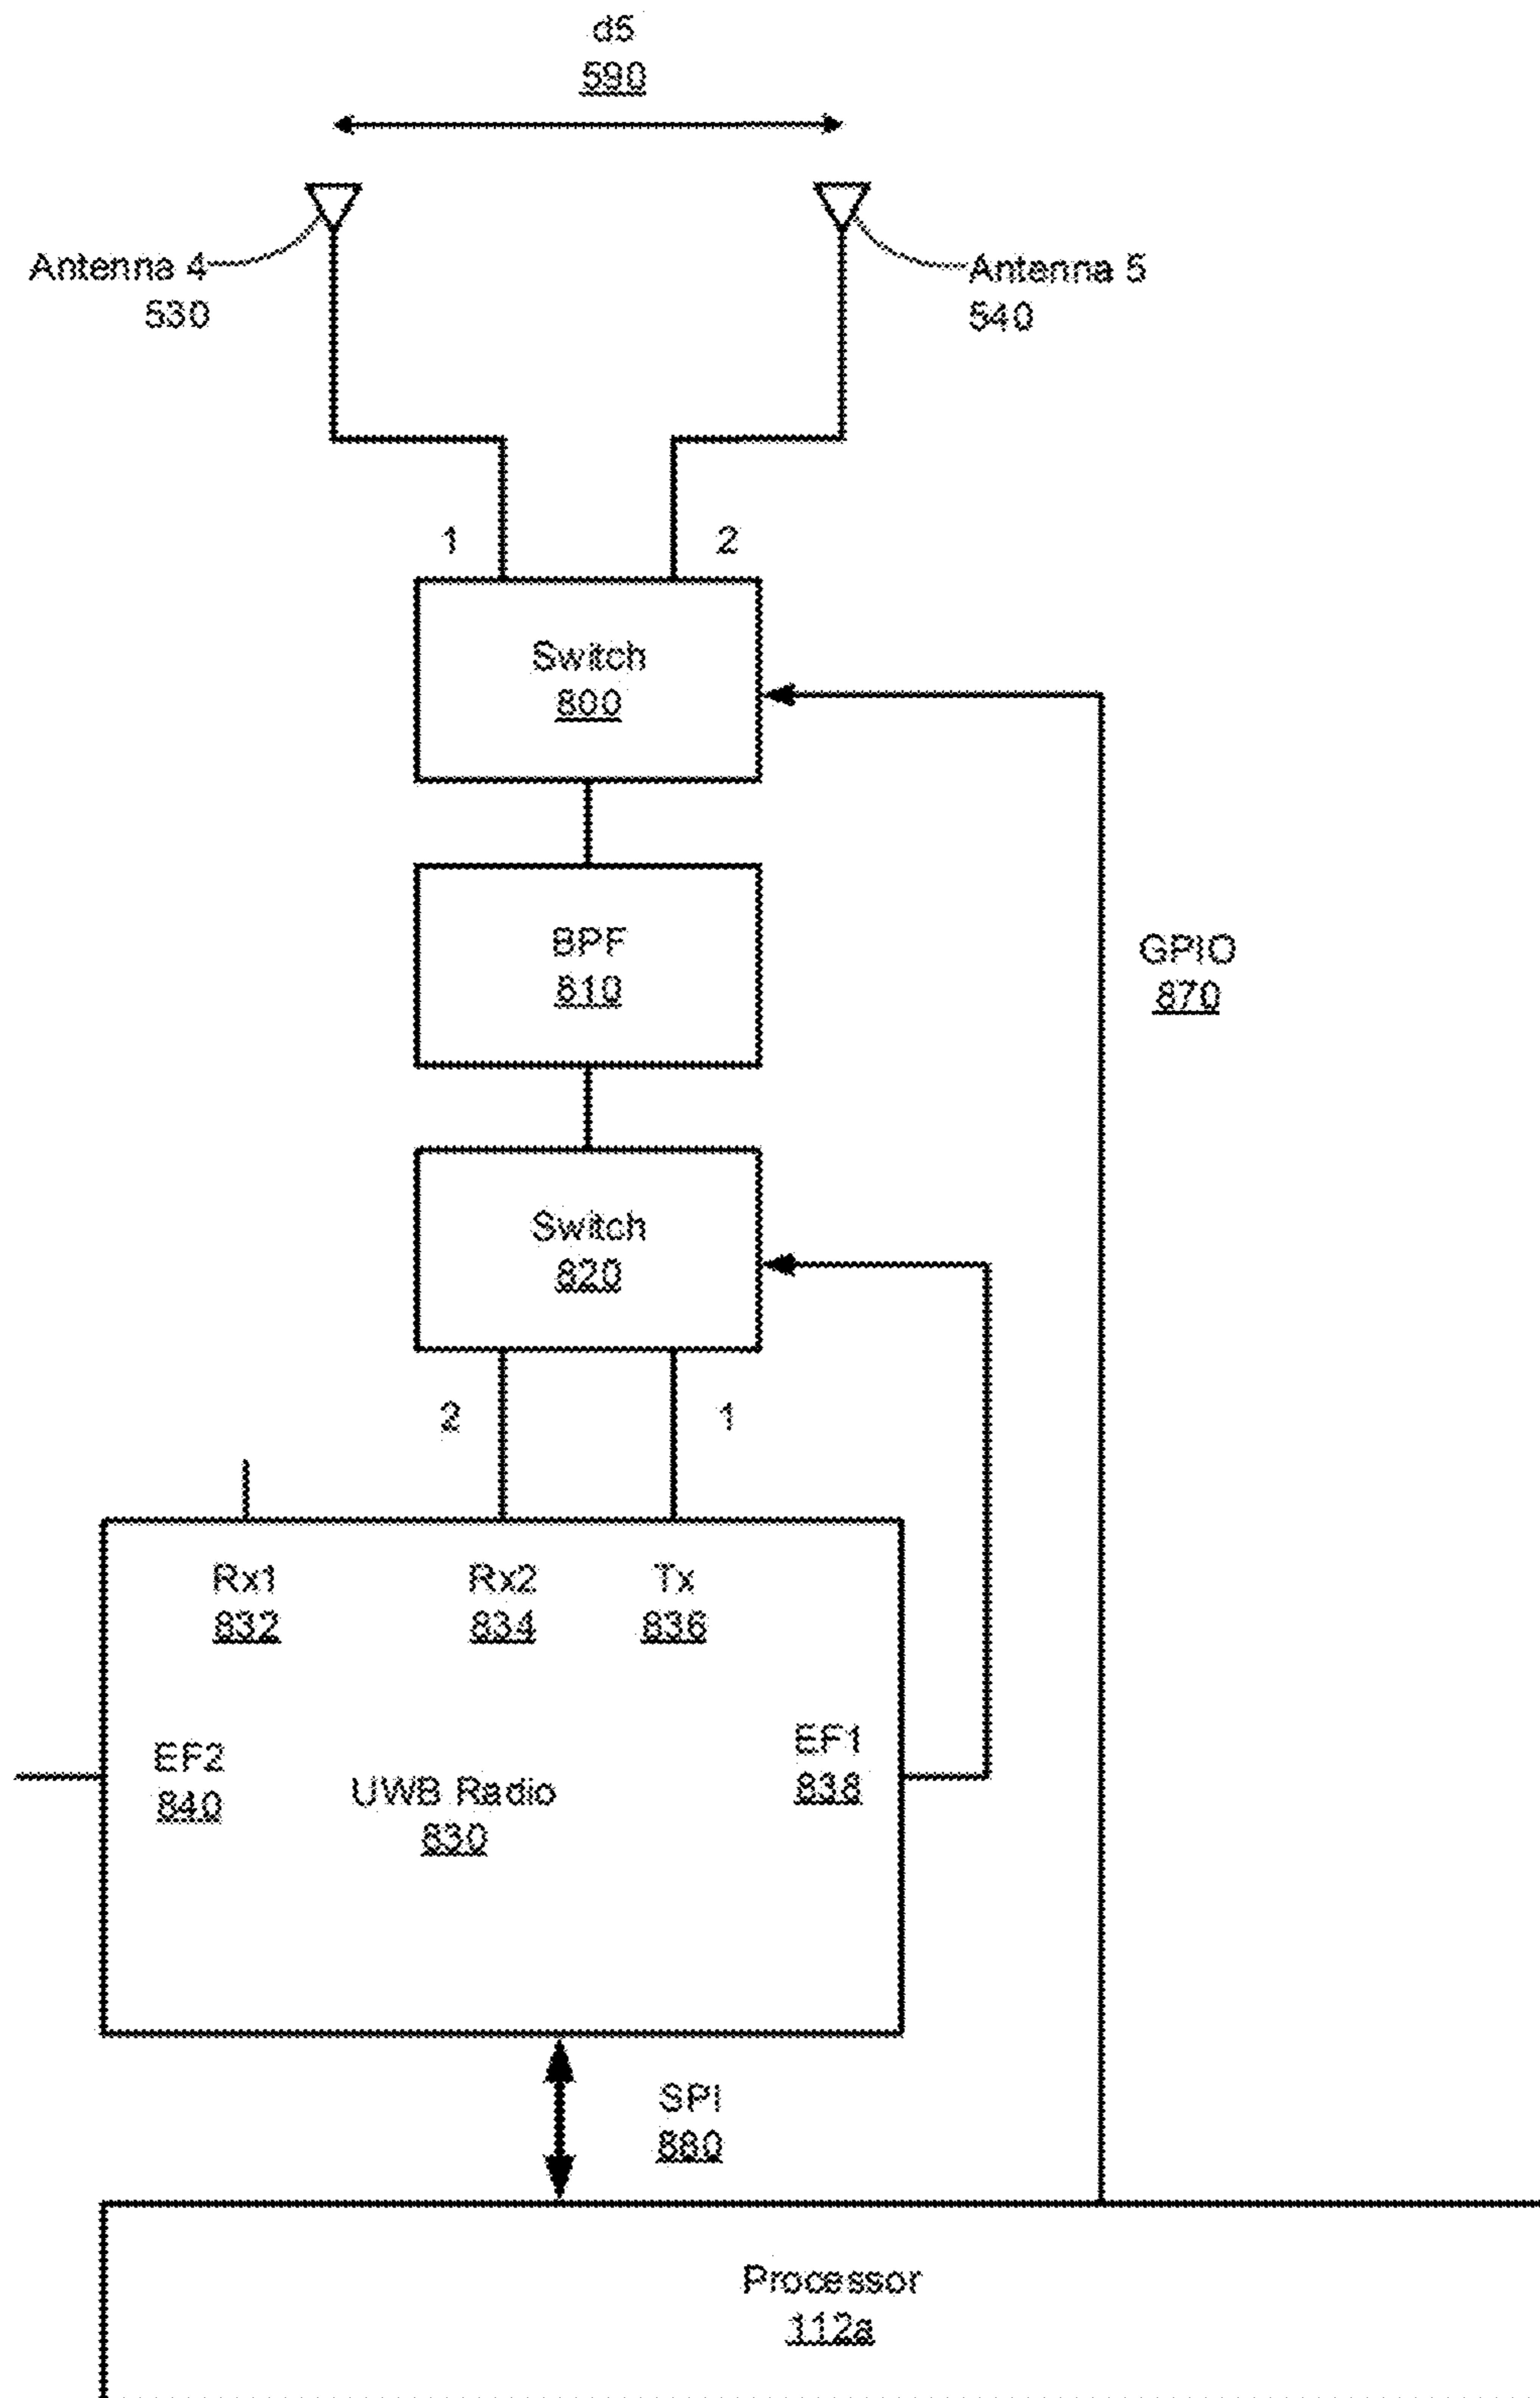 d5
590
Antenna 4
530
Antenna 5
540
1
2
Switch
800
BPF
810
GPIO
870
Switch
820
2
1
Rx1
832
Rx2
834
Tx
836
EF2
840
UWB Radio
830
EF1
838
SPI
880
Processor
112a